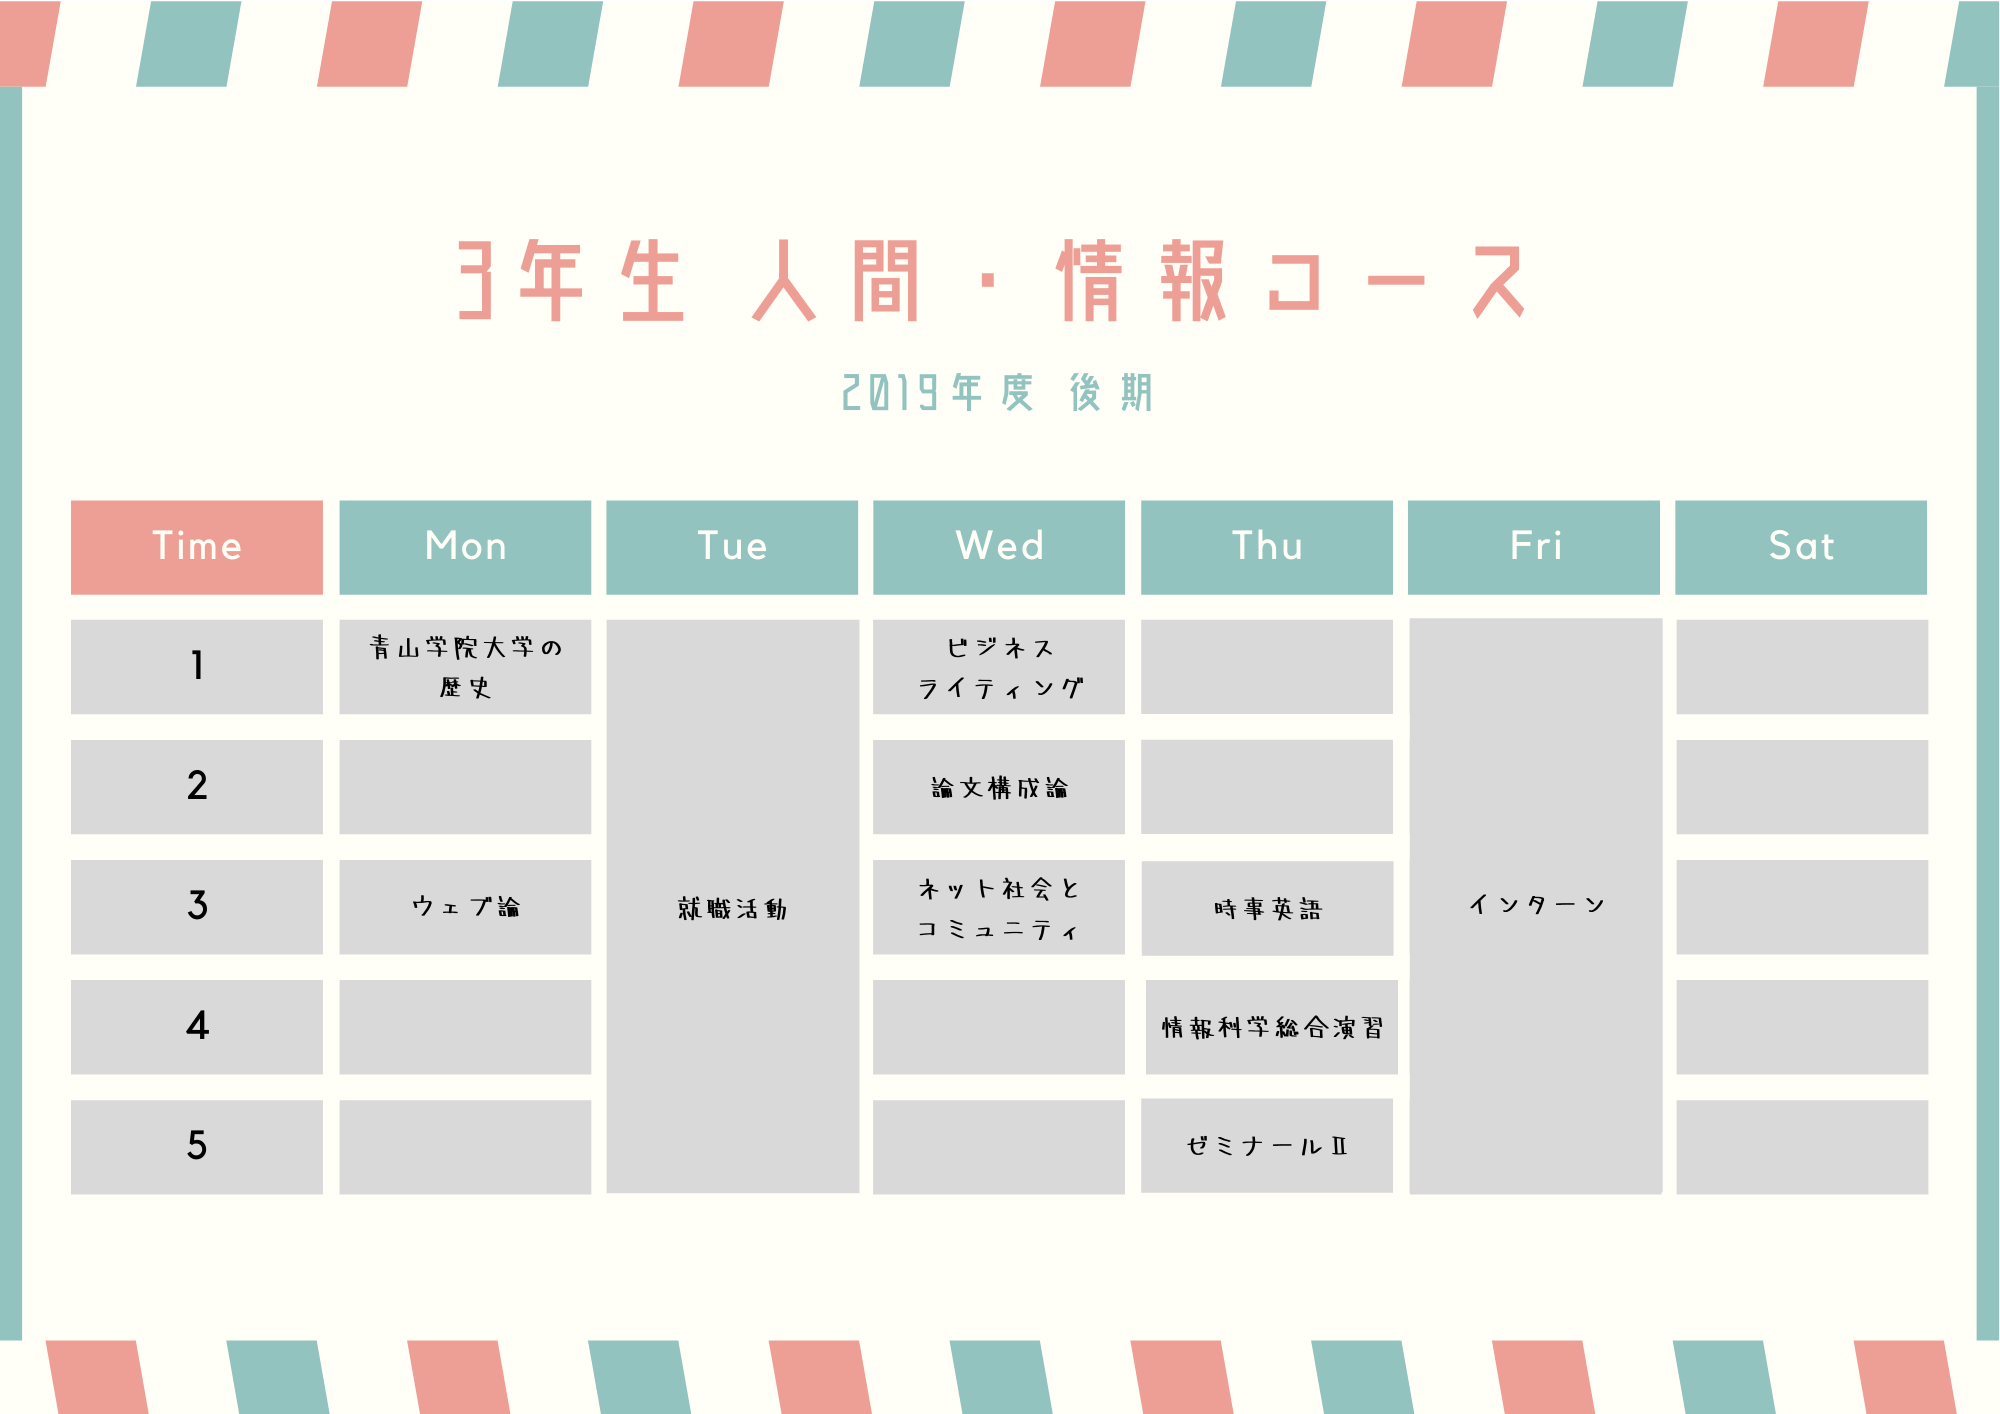 3年生 人間・情報コース
2019年度 後期
Time Mon Tue Wed Thu Fri Sat
1 青山学院大学の
歴史
ビジネス
ライティング
2 論文構成論
3 ウェブ論
就職活動
ネット社会と
コミュニティ
時事英語
インターン
4 情報科学総合演習
5 ゼミナールⅡ